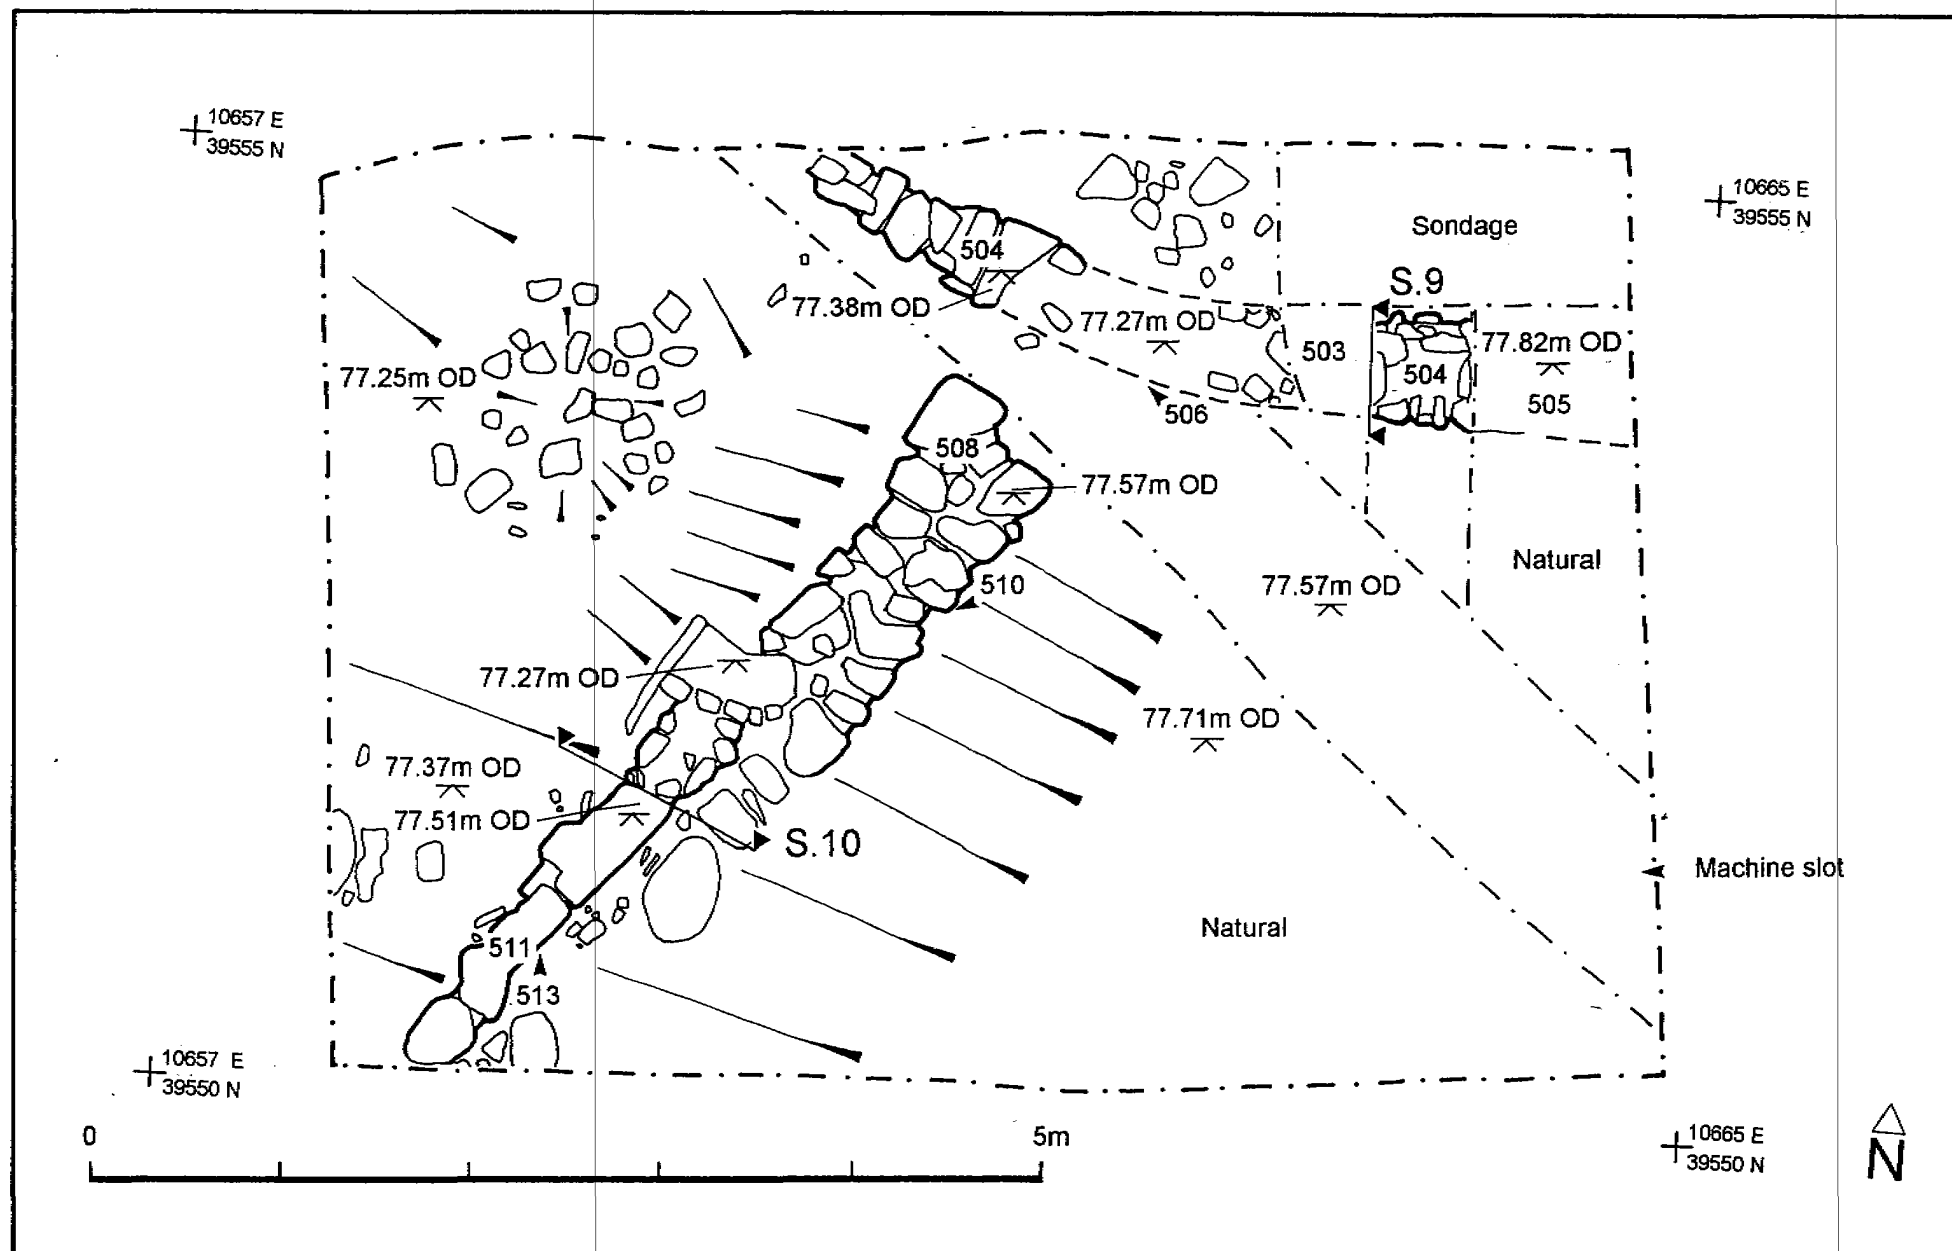 10657 E
39555 N
10665 E
39555 N
Sondage
504
S.9
77.38m OD
77.27m OD
503
77.82m OD
504
505
77.25m OD
506
508
77.57m OD
Natural
510
77.57m OD
77.27m OD
77.71m OD
77.37m OD
77.51m OD
S.10
Machine slot
Natural
511
513
10657 E
39550 N
0
5m
10665 E
39550 N
N